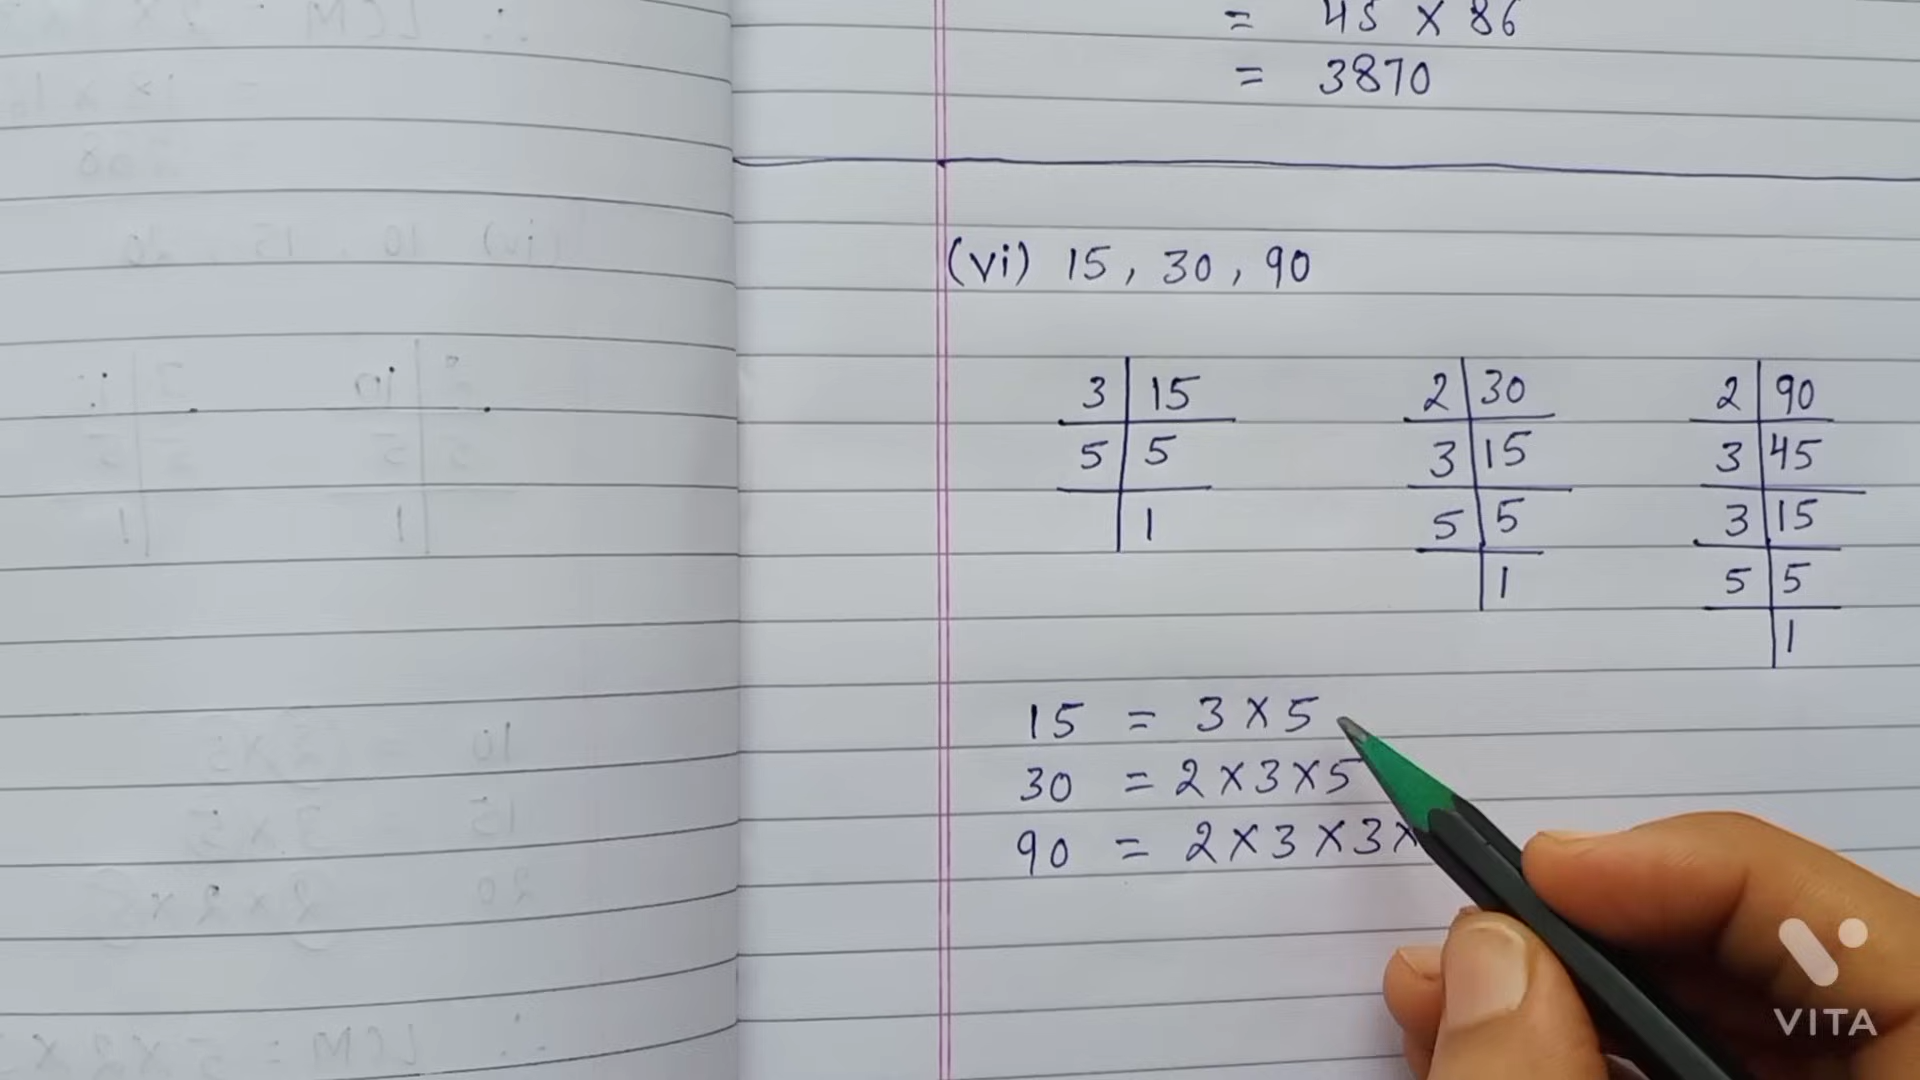 = 45 × 86
= 3870
(vi) 15, 30, 90
3 | 15
5 | 5
1
2 | 30
3 | 15
5 | 5
1
2 | 90
3 | 45
3 | 15
5 | 5
1
15 = 3 × 5
30 = 2 × 3 × 5
90 = 2 × 3 × 3 ×
VITA